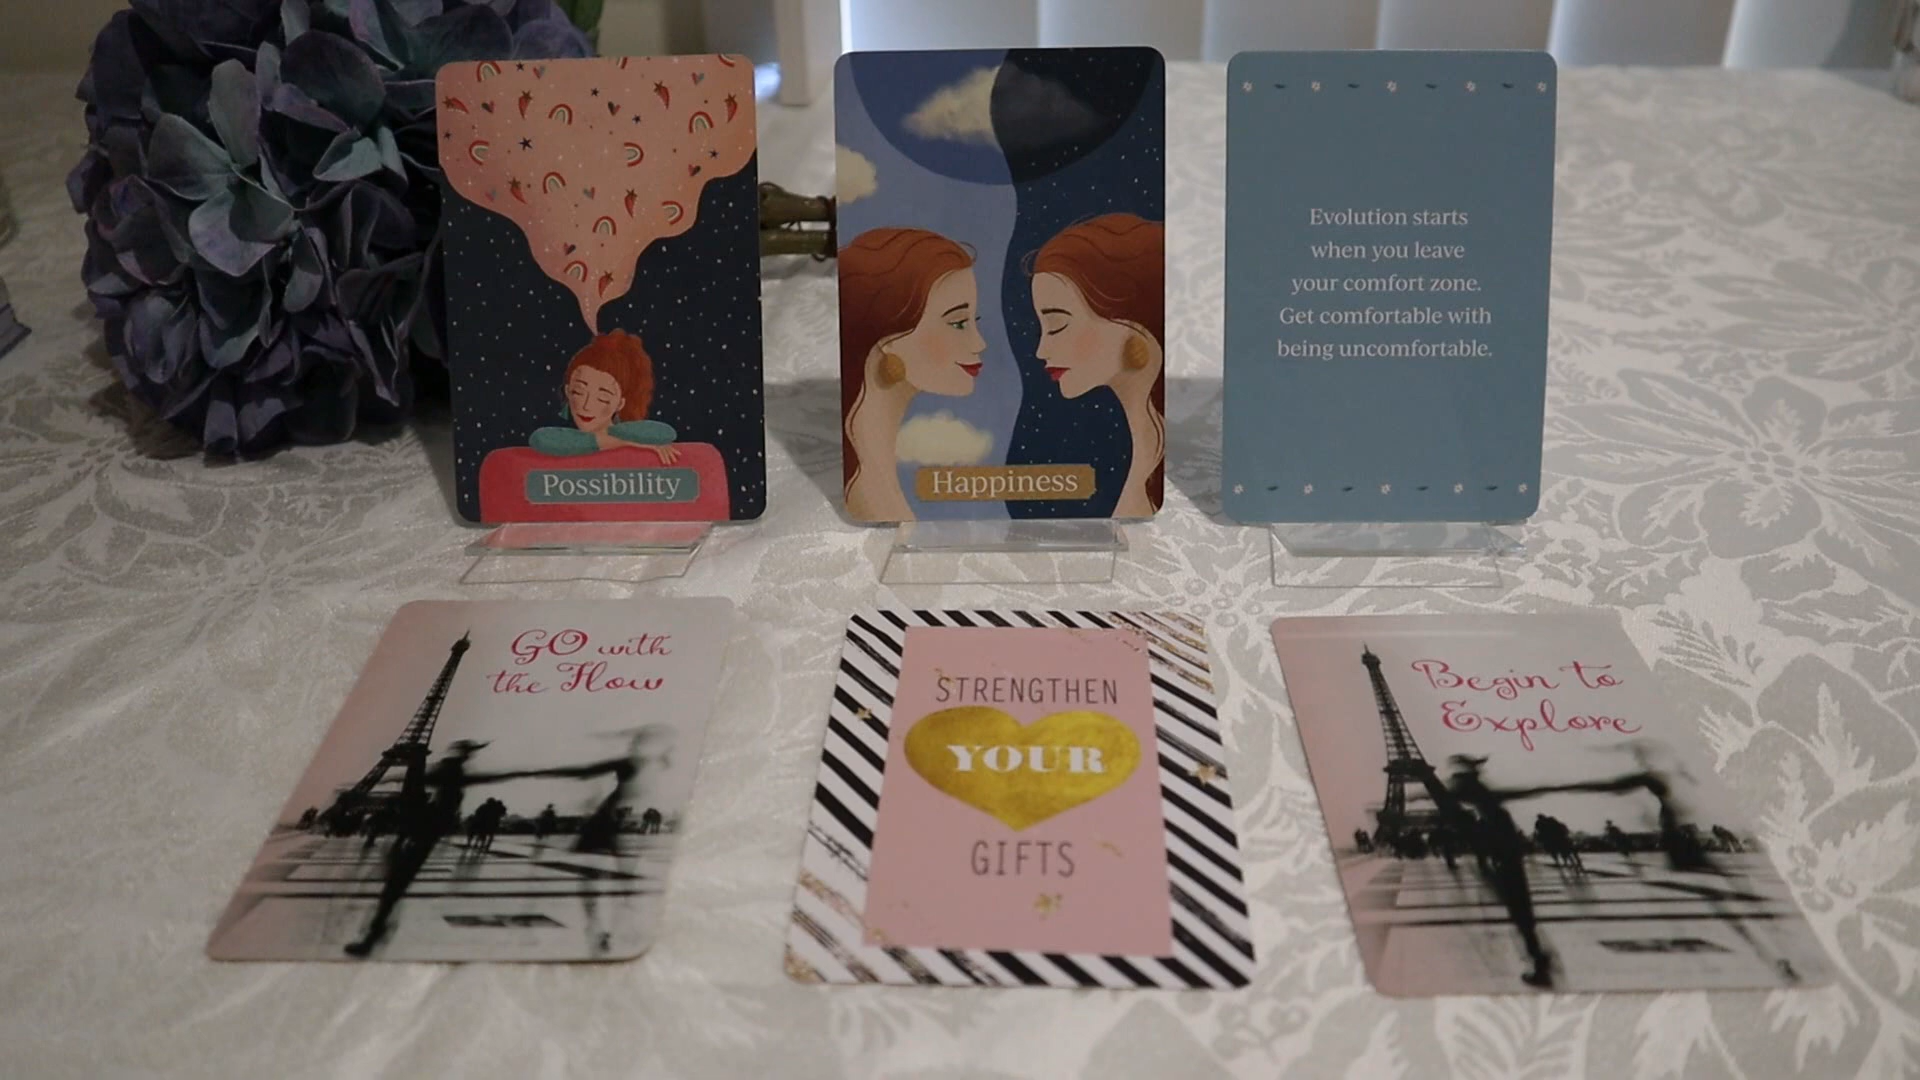 Possibility
Happiness
Evolution starts
when you leave
your comfort zone.
Get comfortable with
being uncomfortable.
GO with
the Flow
STRENGTHEN
YOUR
GIFTS
Begin to
Explore